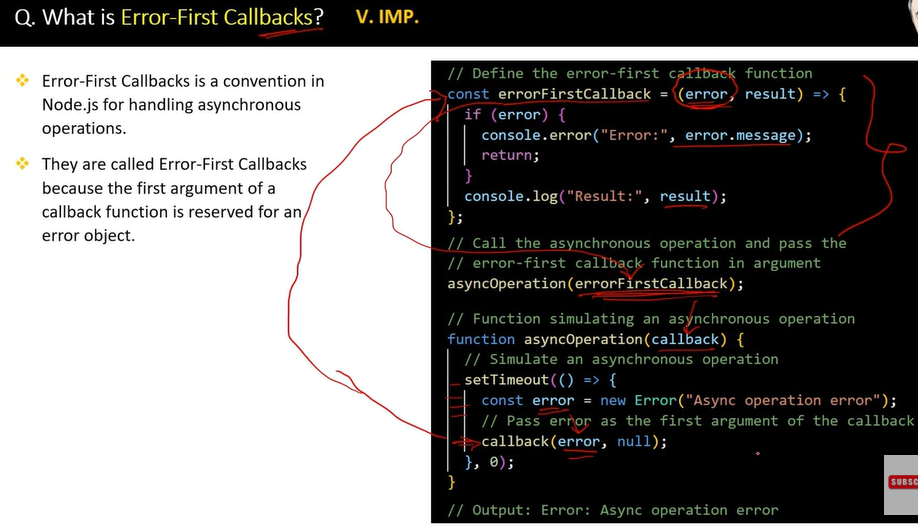 Q. What is Error-First Callbacks? V. IMP.
Error-First Callbacks is a convention in
Node.js for handling asynchronous
operations.
They are called Error-First Callbacks
because the first argument of a
callback function is reserved for an
error object.
// Define the error-first callback function
const errorFirstCallback = (error, result) => {
if (error) {
console.error("Error:", error.message);
return;
}
console.log("Result:", result);
};
// Call the asynchronous operation and pass the
// error-first callback function in argument
asyncOperation(errorFirstCallback);
// Function simulating an asynchronous operation
function asyncOperation(callback) {
// Simulate an asynchronous operation
setTimeout(() => {
const error = new Error("Async operation error");
// Pass error as the first argument of the callback
callback(error, null);
}, 0);
}
// Output: Error: Async operation error